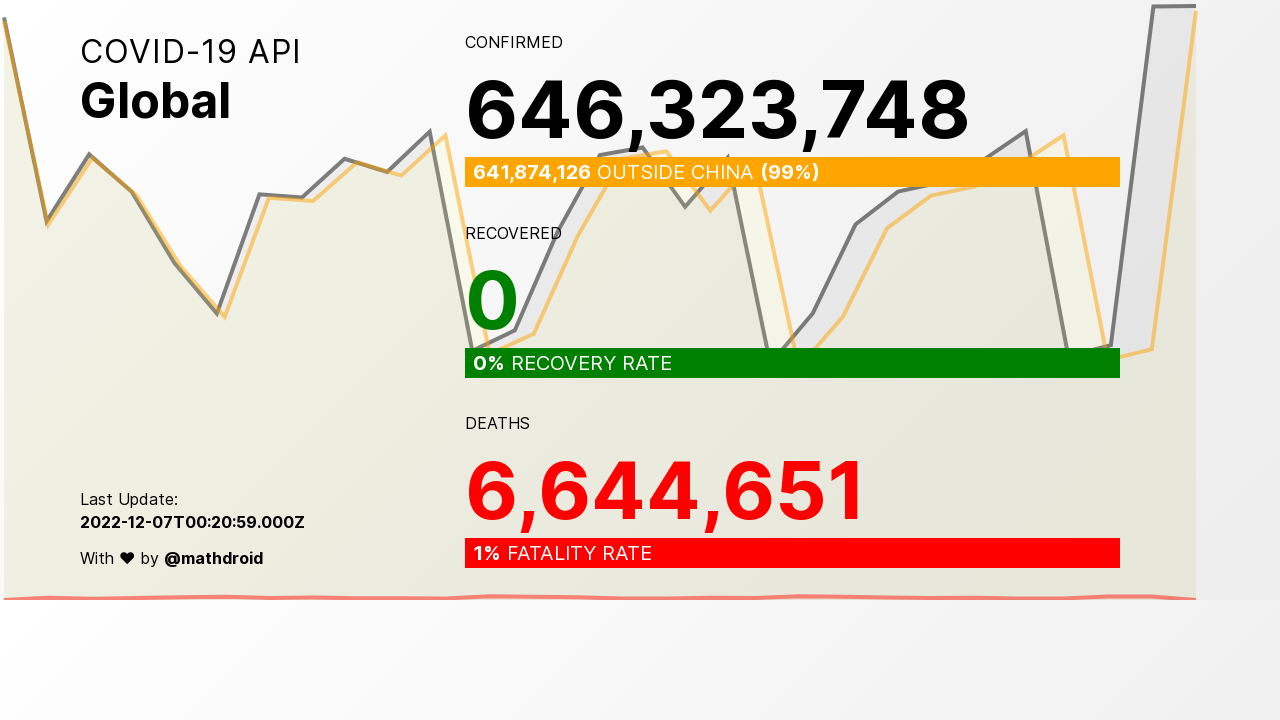 COVID-19 API
Global
CONFIRMED
646,323,748
641,874,126 OUTSIDE CHINA (99%)
RECOVERED
0
0% RECOVERY RATE
DEATHS
6,644,651
1% FATALITY RATE
Last Update:
2022-12-07T00:20:59.000Z
With ♥ by @mathdroid